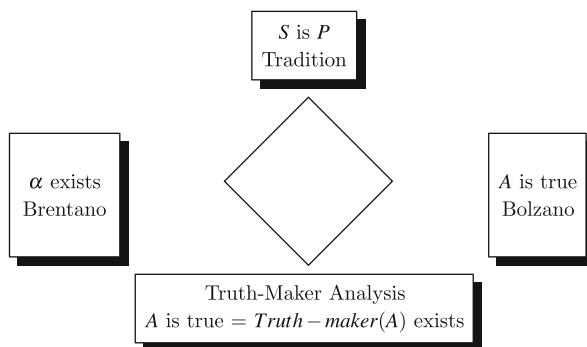 S is P
Tradition
α exists
Brentano
A is true
Bolzano
Truth-Maker Analysis
A is true = Truth−maker(A) exists